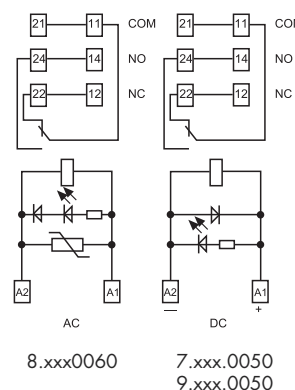 21 11 COM 21 11 COM
24 14 NO 24 14 NO
22 12 NC 22 12 NC
A2 A1 A2 A1
— +
AC DC
8.xxx0060 7.xxx.0050
9.xxx.0050